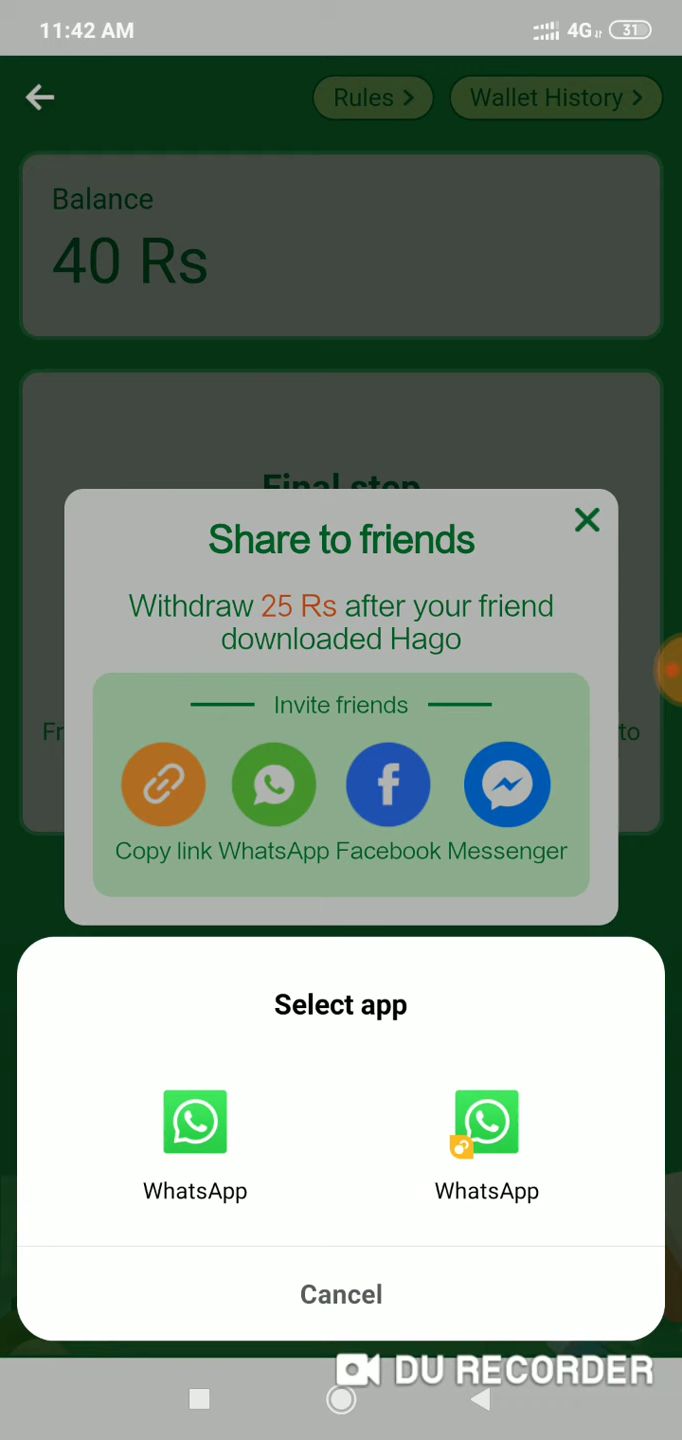 11:42 AM
4G
31
Rules >
Wallet History >
Balance
40 Rs
Final step
Share to friends
Withdraw 25 Rs after your friend
downloaded Hago
Invite friends
Fr
to
Copy link WhatsApp Facebook Messenger
Select app
WhatsApp
WhatsApp
Cancel
DU RECORDER